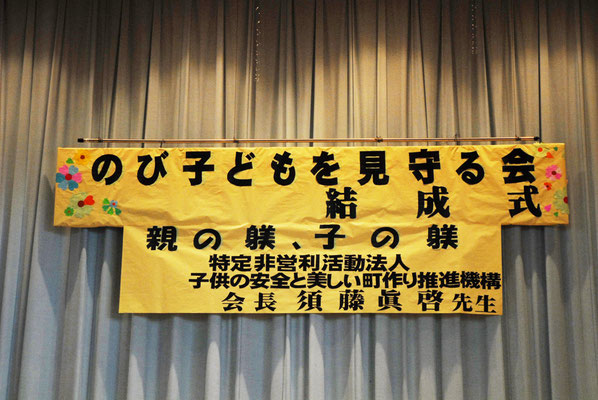 のび子どもを見守る会
結成式
親の躾、子の躾
特定非営利活動法人
子供の安全と美しい町作り推進機構
会長 須藤眞啓先生